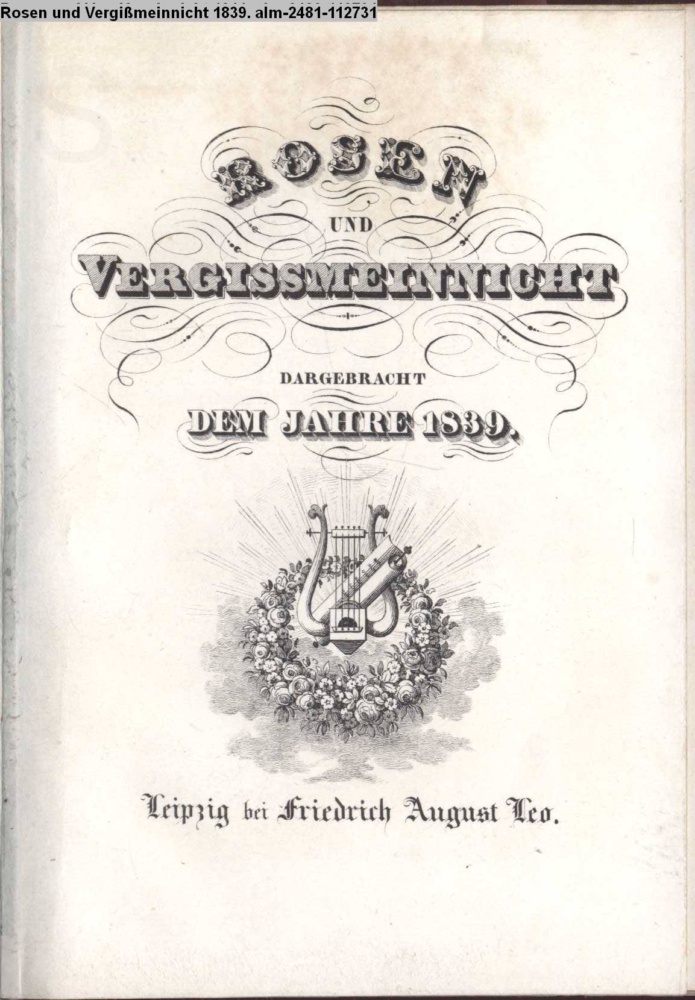 Rosen und Vergißmeinnicht 1839. alm-2481-112731
ROSEN
UND
VERGISSMEINNICHT
DARGEBRACHT
DEM JAHRE 1839.
Leipzig bei Friedrich August Leo.